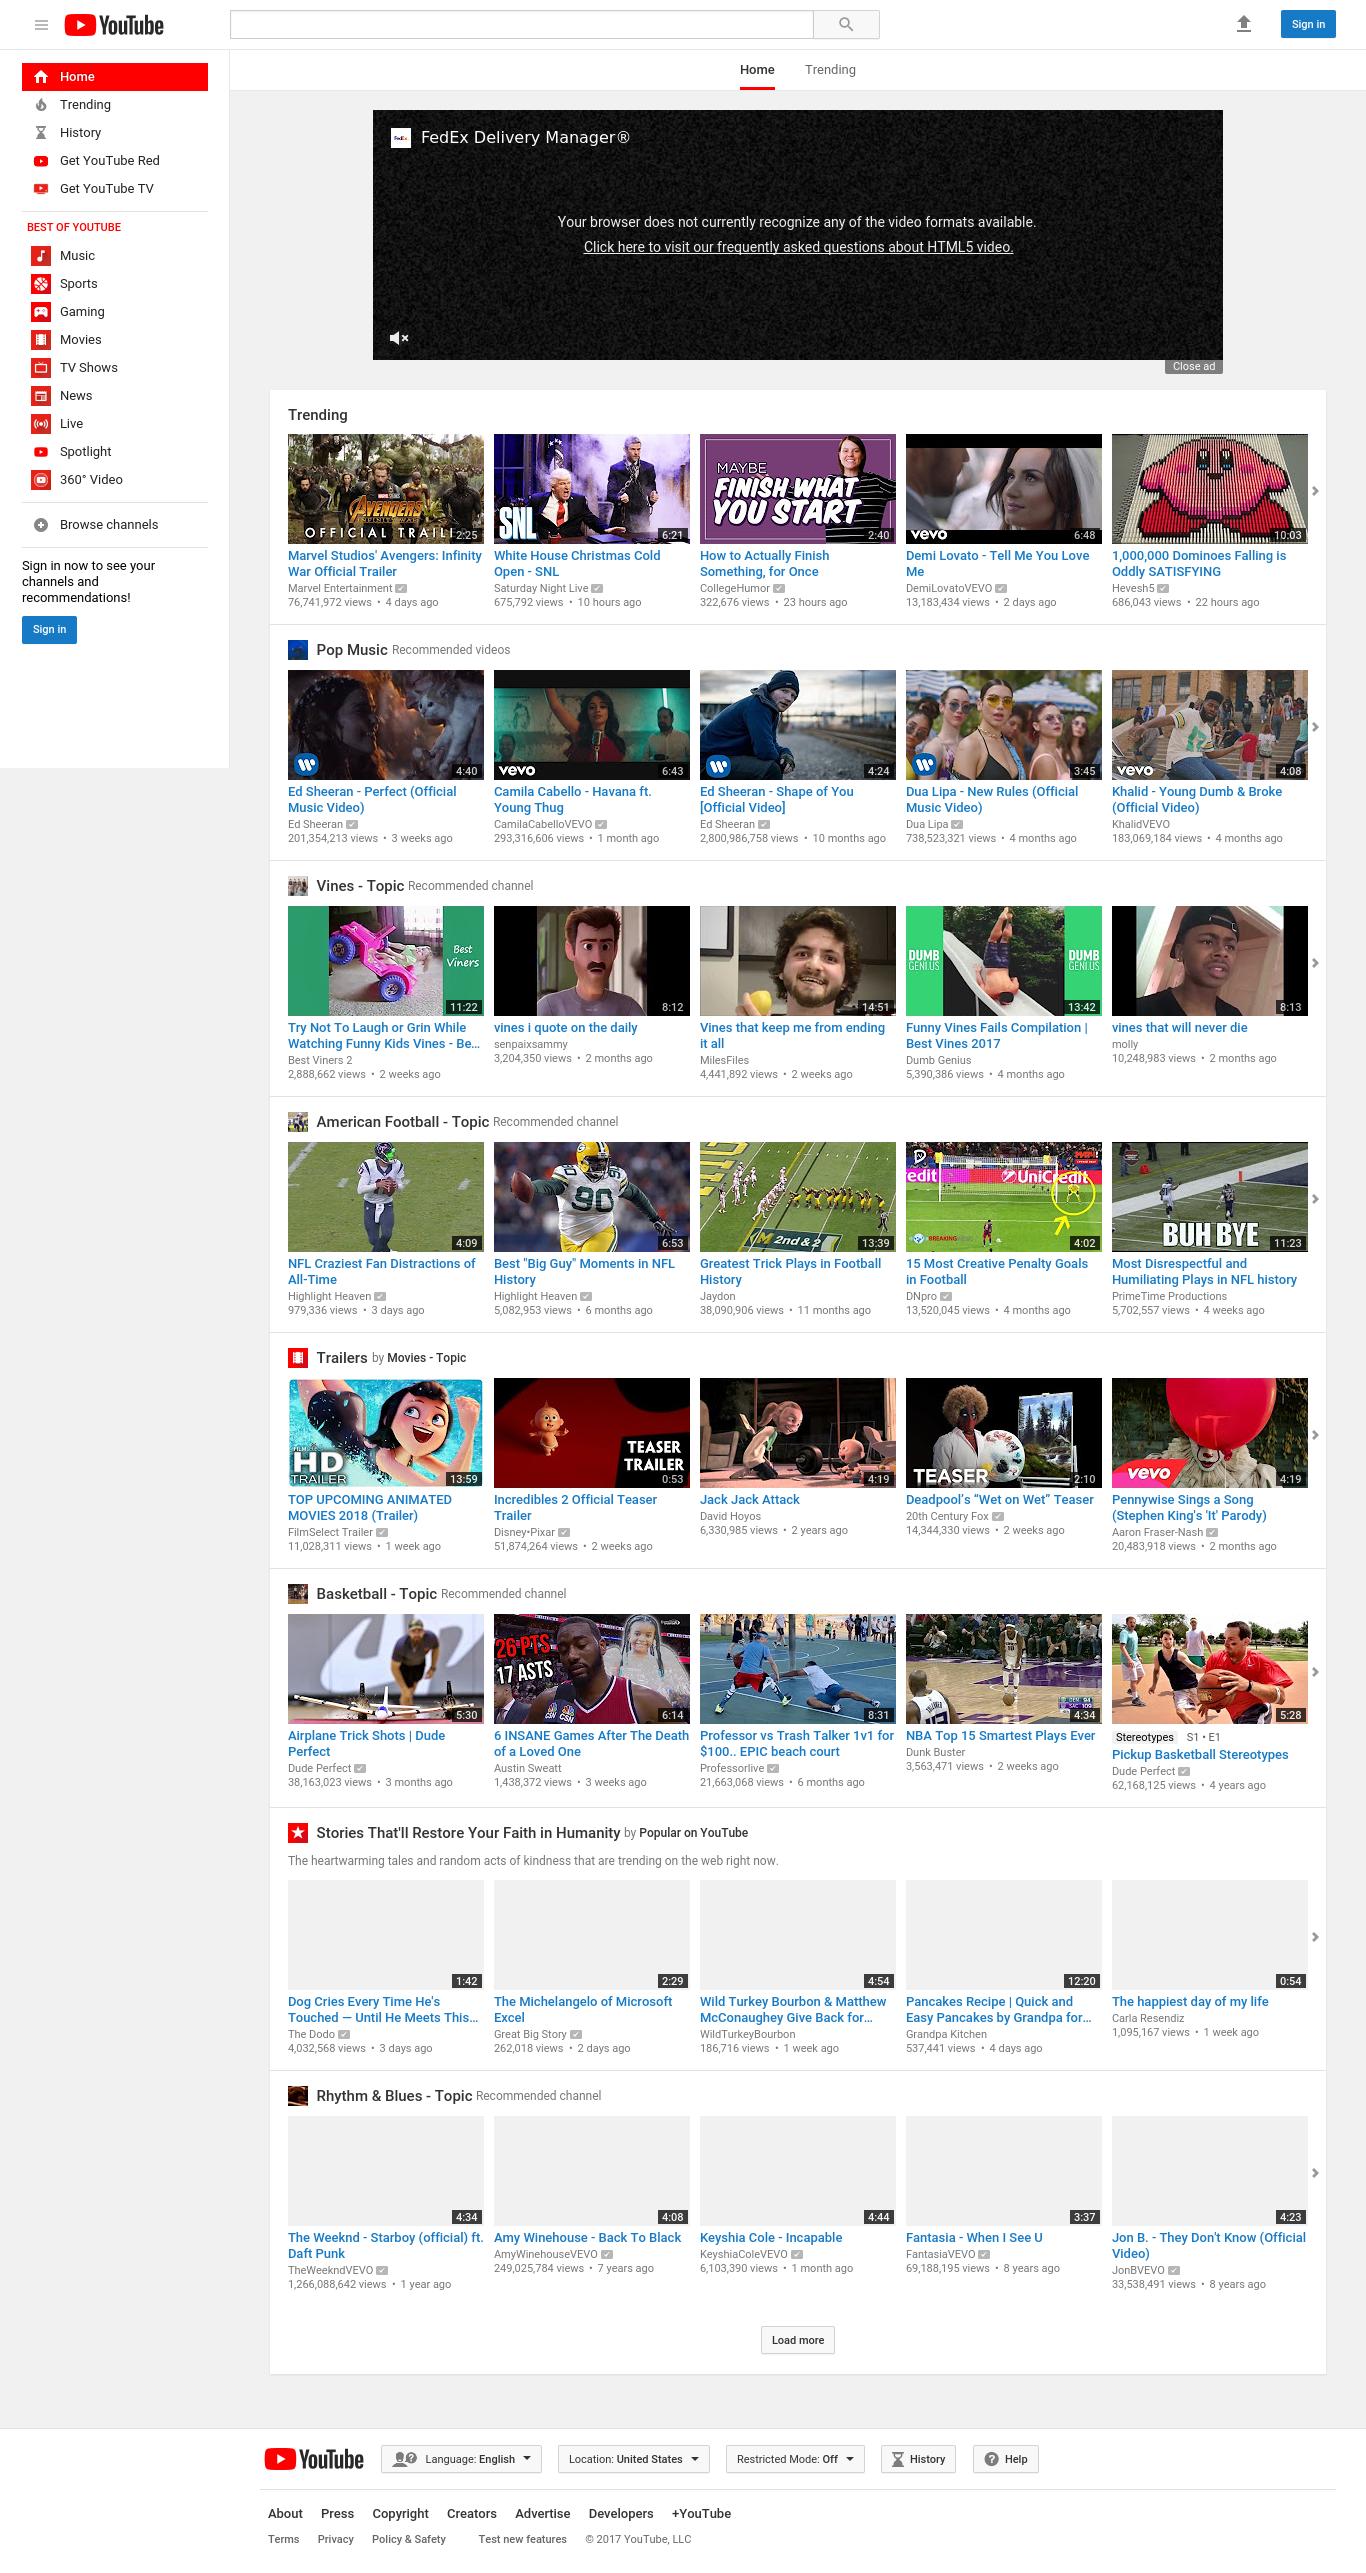 YouTube
Sign in
Home
Trending
History
Get YouTube Red
Get YouTube TV
BEST OF YOUTUBE
Music
Sports
Gaming
Movies
TV Shows
News
Live
Spotlight
360° Video
Browse channels
Sign in now to see your
channels and
recommendations!
Sign in
Home Trending
FedEx Delivery Manager®
Your browser does not currently recognize any of the video formats available.
Click here to visit our frequently asked questions about HTML5 video.
Close ad
Trending
MARVEL STUDIOS
AVENGERS
INFINITY WAR
OFFICIAL TRAIL
2:25
Marvel Studios' Avengers: Infinity
War Official Trailer
Marvel Entertainment
76,741,972 views • 4 days ago
SNL
6:21
White House Christmas Cold
Open - SNL
Saturday Night Live
675,792 views • 10 hours ago
MAYBE
FINISH WHAT
YOU START
2:40
How to Actually Finish
Something, for Once
CollegeHumor
322,676 views • 23 hours ago
vevo
6:48
Demi Lovato - Tell Me You Love
Me
DemiLovatoVEVO
13,183,434 views • 2 days ago
10:03
1,000,000 Dominoes Falling is
Oddly SATISFYING
Hevesh5
686,043 views • 22 hours ago
Pop Music Recommended videos
4:40
Ed Sheeran - Perfect (Official
Music Video)
Ed Sheeran
201,354,213 views • 3 weeks ago
vevo
6:43
Camila Cabello - Havana ft.
Young Thug
CamilaCabelloVEVO
293,316,606 views • 1 month ago
4:24
Ed Sheeran - Shape of You
[Official Video]
Ed Sheeran
2,800,986,758 views • 10 months ago
3:45
Dua Lipa - New Rules (Official
Music Video)
Dua Lipa
738,523,321 views • 4 months ago
vevo
4:08
Khalid - Young Dumb & Broke
(Official Video)
KhalidVEVO
183,069,184 views • 4 months ago
Vines - Topic Recommended channel
Best
Viners
11:22
Try Not To Laugh or Grin While
Watching Funny Kids Vines - Be...
Best Viners 2
2,888,662 views • 2 weeks ago
8:12
vines i quote on the daily
senpaixsammy
3,204,350 views • 2 months ago
14:51
Vines that keep me from ending
it all
MilesFiles
4,441,892 views • 2 weeks ago
DUMB
GENIUS
DUMB
GENIUS
13:42
Funny Vines Fails Compilation |
Best Vines 2017
Dumb Genius
5,390,386 views • 4 months ago
8:13
vines that will never die
molly
10,248,983 views • 2 months ago
American Football - Topic Recommended channel
4:09
NFL Craziest Fan Distractions of
All-Time
Highlight Heaven
979,336 views • 3 days ago
90
6:53
Best "Big Guy" Moments in NFL
History
Highlight Heaven
5,082,953 views • 6 months ago
M 2nd & 2
13:39
Greatest Trick Plays in Football
History
Jaydon
38,090,906 views • 11 months ago
edit
UniCredit
BREAKING
4:02
15 Most Creative Penalty Goals
in Football
DNpro
13,520,045 views • 4 months ago
BUH BYE
11:23
Most Disrespectful and
Humiliating Plays in NFL history
PrimeTime Productions
5,702,557 views • 4 weeks ago
Trailers by Movies - Topic
HD
TRAILER
13:59
TOP UPCOMING ANIMATED
MOVIES 2018 (Trailer)
FilmSelect Trailer
11,028,311 views • 1 week ago
TEASER
TRAILER
0:53
Incredibles 2 Official Teaser
Trailer
Disney•Pixar
51,874,264 views • 2 weeks ago
4:19
Jack Jack Attack
David Hoyos
6,330,985 views • 2 years ago
TEASER
2:10
Deadpool's “Wet on Wet” Teaser
20th Century Fox
14,344,330 views • 2 weeks ago
IT
vevo
4:19
Pennywise Sings a Song
(Stephen King's 'It' Parody)
Aaron Fraser-Nash
20,483,918 views • 2 months ago
Basketball - Topic Recommended channel
5:30
Airplane Trick Shots | Dude
Perfect
Dude Perfect
38,163,023 views • 3 months ago
26 PTS
17 ASTS
CSN
6:14
6 INSANE Games After The Death
of a Loved One
Austin Sweatt
1,438,372 views • 3 weeks ago
8:31
Professor vs Trash Talker 1v1 for
$100.. EPIC beach court
Professorlive
21,663,068 views • 6 months ago
4:34
NBA Top 15 Smartest Plays Ever
Dunk Buster
3,563,471 views • 2 weeks ago
5:28
Stereotypes S1 • E1
Pickup Basketball Stereotypes
Dude Perfect
62,168,125 views • 4 years ago
Stories That'll Restore Your Faith in Humanity by Popular on YouTube
The heartwarming tales and random acts of kindness that are trending on the web right now.
1:42
Dog Cries Every Time He's
Touched — Until He Meets This...
The Dodo
4,032,568 views • 3 days ago
2:29
The Michelangelo of Microsoft
Excel
Great Big Story
262,018 views • 2 days ago
4:54
Wild Turkey Bourbon & Matthew
McConaughey Give Back for...
WildTurkeyBourbon
186,716 views • 1 week ago
12:20
Pancakes Recipe | Quick and
Easy Pancakes by Grandpa for...
Grandpa Kitchen
537,441 views • 4 days ago
0:54
The happiest day of my life
Carla Resendiz
1,095,167 views • 1 week ago
Rhythm & Blues - Topic Recommended channel
4:34
The Weeknd - Starboy (official) ft.
Daft Punk
TheWeekndVEVO
1,266,088,642 views • 1 year ago
4:08
Amy Winehouse - Back To Black
AmyWinehouseVEVO
249,025,784 views • 7 years ago
4:44
Keyshia Cole - Incapable
KeyshiaColeVEVO
6,103,390 views • 1 month ago
3:37
Fantasia - When I See U
FantasiaVEVO
69,188,195 views • 8 years ago
4:23
Jon B. - They Don't Know (Official
Video)
JonBVEVO
33,538,491 views • 8 years ago
Load more
YouTube Language: English Location: United States Restricted Mode: Off History Help
About Press Copyright Creators Advertise Developers +YouTube
Terms Privacy Policy & Safety Test new features © 2017 YouTube, LLC